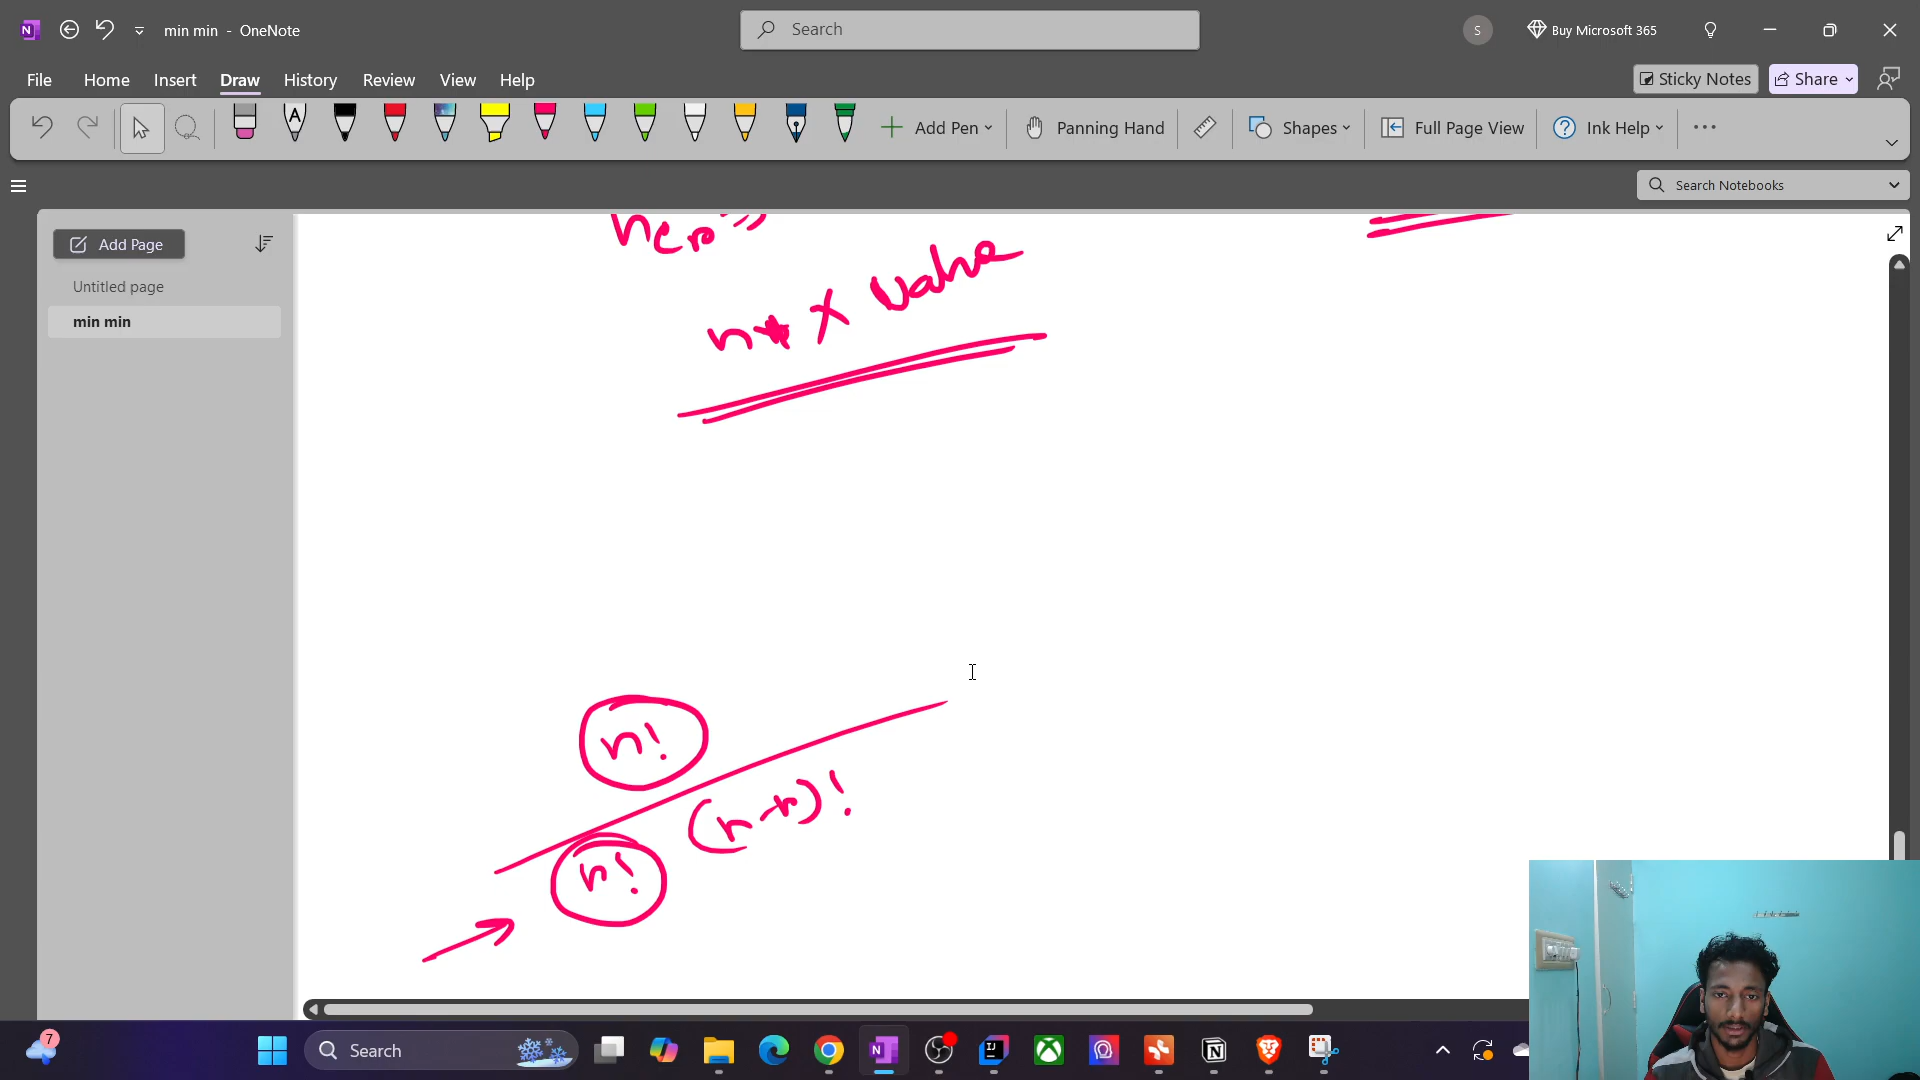 min min - OneNote
Search
S
Buy Microsoft 365
File Home Insert Draw History Review View Help
Sticky Notes
Share
A
Add Pen
Panning Hand
Shapes
Full Page View
Ink Help
Search Notebooks
Add Page
Untitled page
min min
n * X value
n!
n! (n-r)!
7
Search